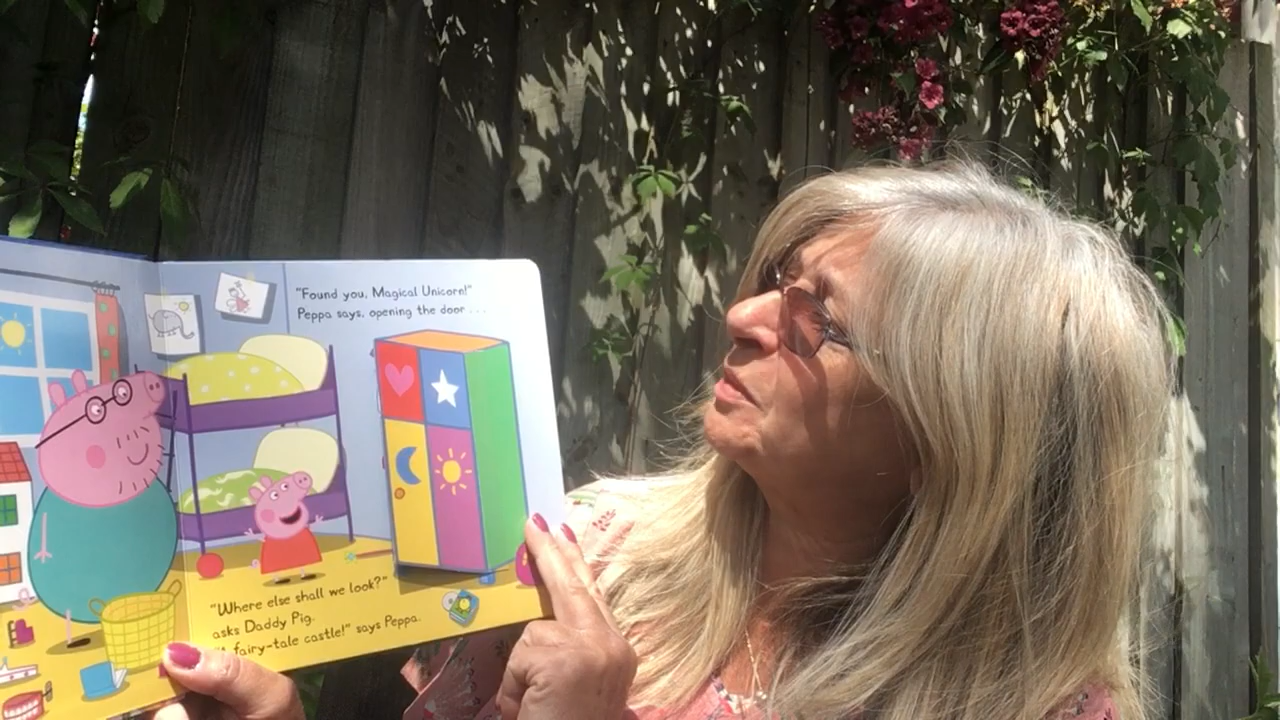 "Found you, Magical Unicorn!"
Peppa says, opening the door . . .
"Where else shall we look?"
asks Daddy Pig.
"A fairy-tale castle!" says Peppa.